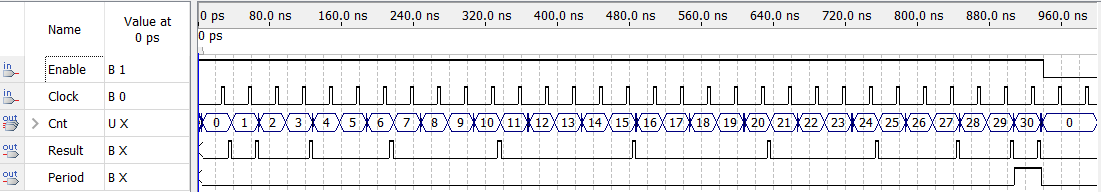 Name Value at 0 ps
0 ps 80.0 ns 160.0 ns 240.0 ns 320.0 ns 400.0 ns 480.0 ns 560.0 ns 640.0 ns 720.0 ns 800.0 ns 880.0 ns 960.0 ns
0 ps
in Enable B 1
in Clock B 0
out > Cnt U X 0 1 2 3 4 5 6 7 8 9 10 11 12 13 14 15 16 17 18 19 20 21 22 23 24 25 26 27 28 29 30 0
out Result B X
out Period B X